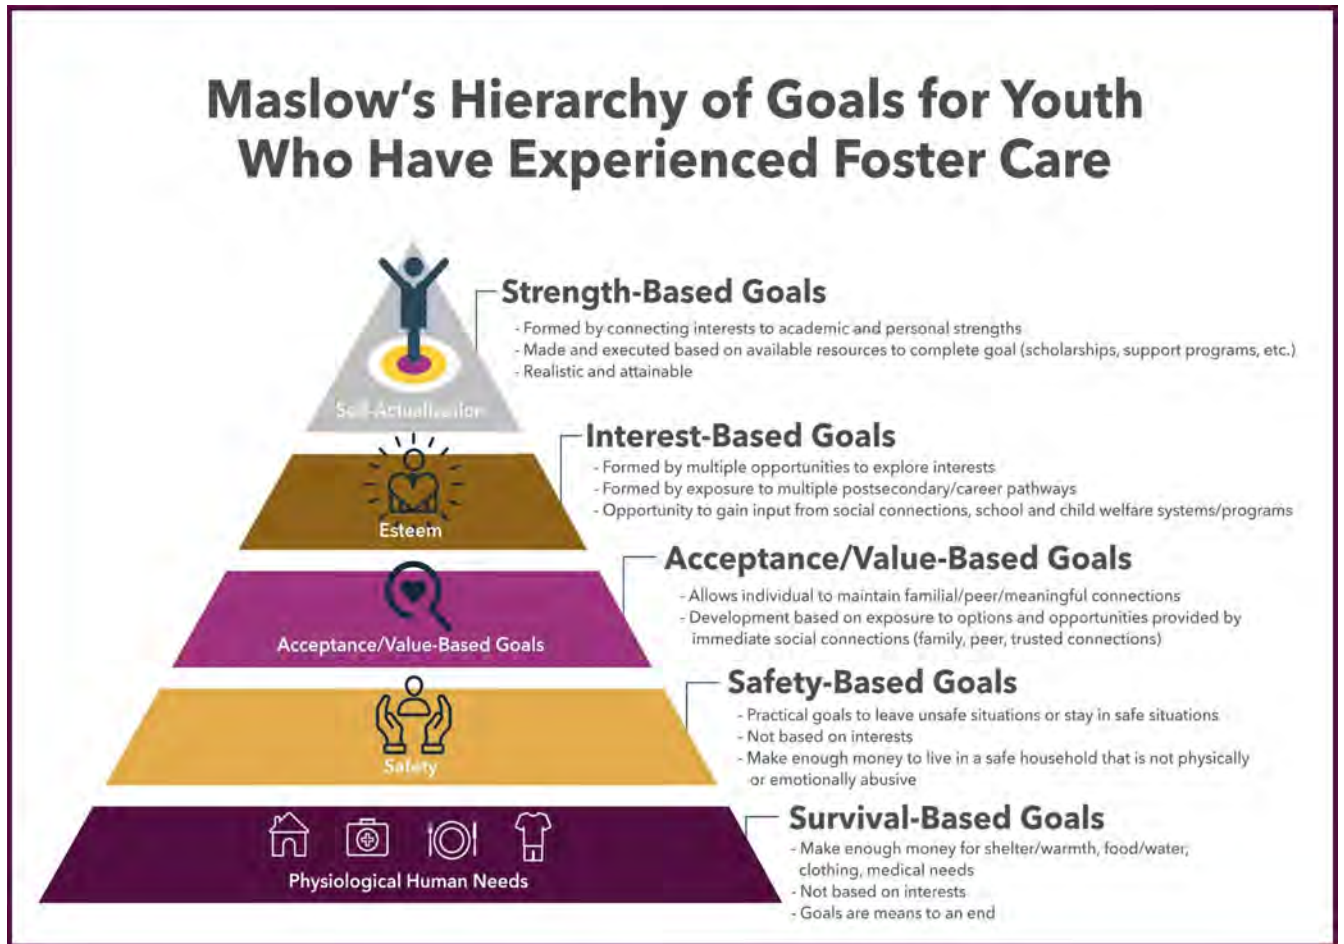 Maslow's Hierarchy of Goals for Youth
Who Have Experienced Foster Care
Strength-Based Goals
- Formed by connecting interests to academic and personal strengths
- Made and executed based on available resources to complete goal (scholarships, support programs, etc.)
- Realistic and attainable
Self-Actualization
Interest-Based Goals
- Formed by multiple opportunities to explore interests
- Formed by exposure to multiple postsecondary/career pathways
- Opportunity to gain input from social connections, school and child welfare systems/programs
Esteem
Acceptance/Value-Based Goals
- Allows individual to maintain familial/peer/meaningful connections
- Development based on exposure to options and opportunities provided by
immediate social connections (family, peer, trusted connections)
Acceptance/Value-Based Goals
Safety-Based Goals
- Practical goals to leave unsafe situations or stay in safe situations
- Not based on interests
- Make enough money to live in a safe household that is not physically
or emotionally abusive
Safety
Survival-Based Goals
- Make enough money for shelter/warmth, food/water,
clothing, medical needs
- Not based on interests
- Goals are means to an end
Physiological Human Needs